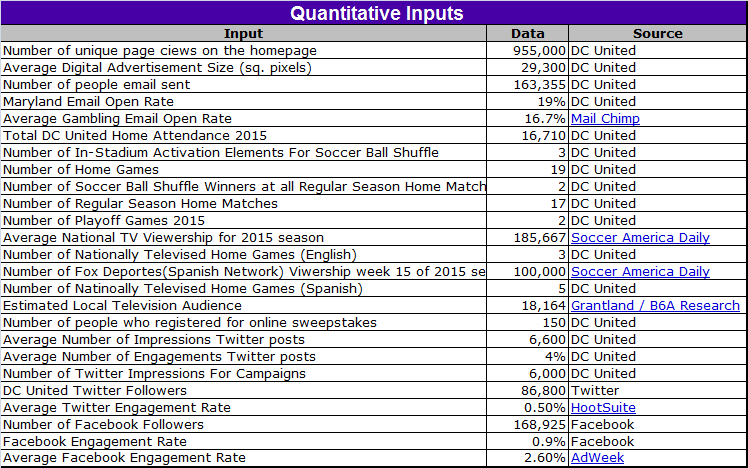 Quantitative Inputs
Input Data Source
Number of unique page ciews on the homepage 955,000 DC United
Average Digital Advertisement Size (sq. pixels) 29,300 DC United
Number of people email sent 163,355 DC United
Maryland Email Open Rate 19% DC United
Average Gambling Email Open Rate 16.7% Mail Chimp
Total DC United Home Attendance 2015 16,710 DC United
Number of In-Stadium Activation Elements For Soccer Ball Shuffle 3 DC United
Number of Home Games 19 DC United
Number of Soccer Ball Shuffle Winners at all Regular Season Home Match 2 DC United
Number of Regular Season Home Matches 17 DC United
Number of Playoff Games 2015 2 DC United
Average National TV Viewership for 2015 season 185,667 Soccer America Daily
Number of Nationally Televised Home Games (English) 3 DC United
Number of Fox Deportes(Spanish Network) Viwership week 15 of 2015 se 100,000 Soccer America Daily
Number of Natinoally Televised Home Games (Spanish) 5 DC United
Estimated Local Television Audience 18,164 Grantland / B6A Research
Number of people who registered for online sweepstakes 150 DC United
Average Number of Impressions Twitter posts 6,600 DC United
Average Number of Engagements Twitter posts 4% DC United
Number of Twitter Impressions For Campaigns 6,000 DC United
DC United Twitter Followers 86,800 Twitter
Average Twitter Engagement Rate 0.50% HootSuite
Number of Facebook Followers 168,925 Facebook
Facebook Engagement Rate 0.9% Facebook
Average Facebook Engagement Rate 2.60% AdWeek